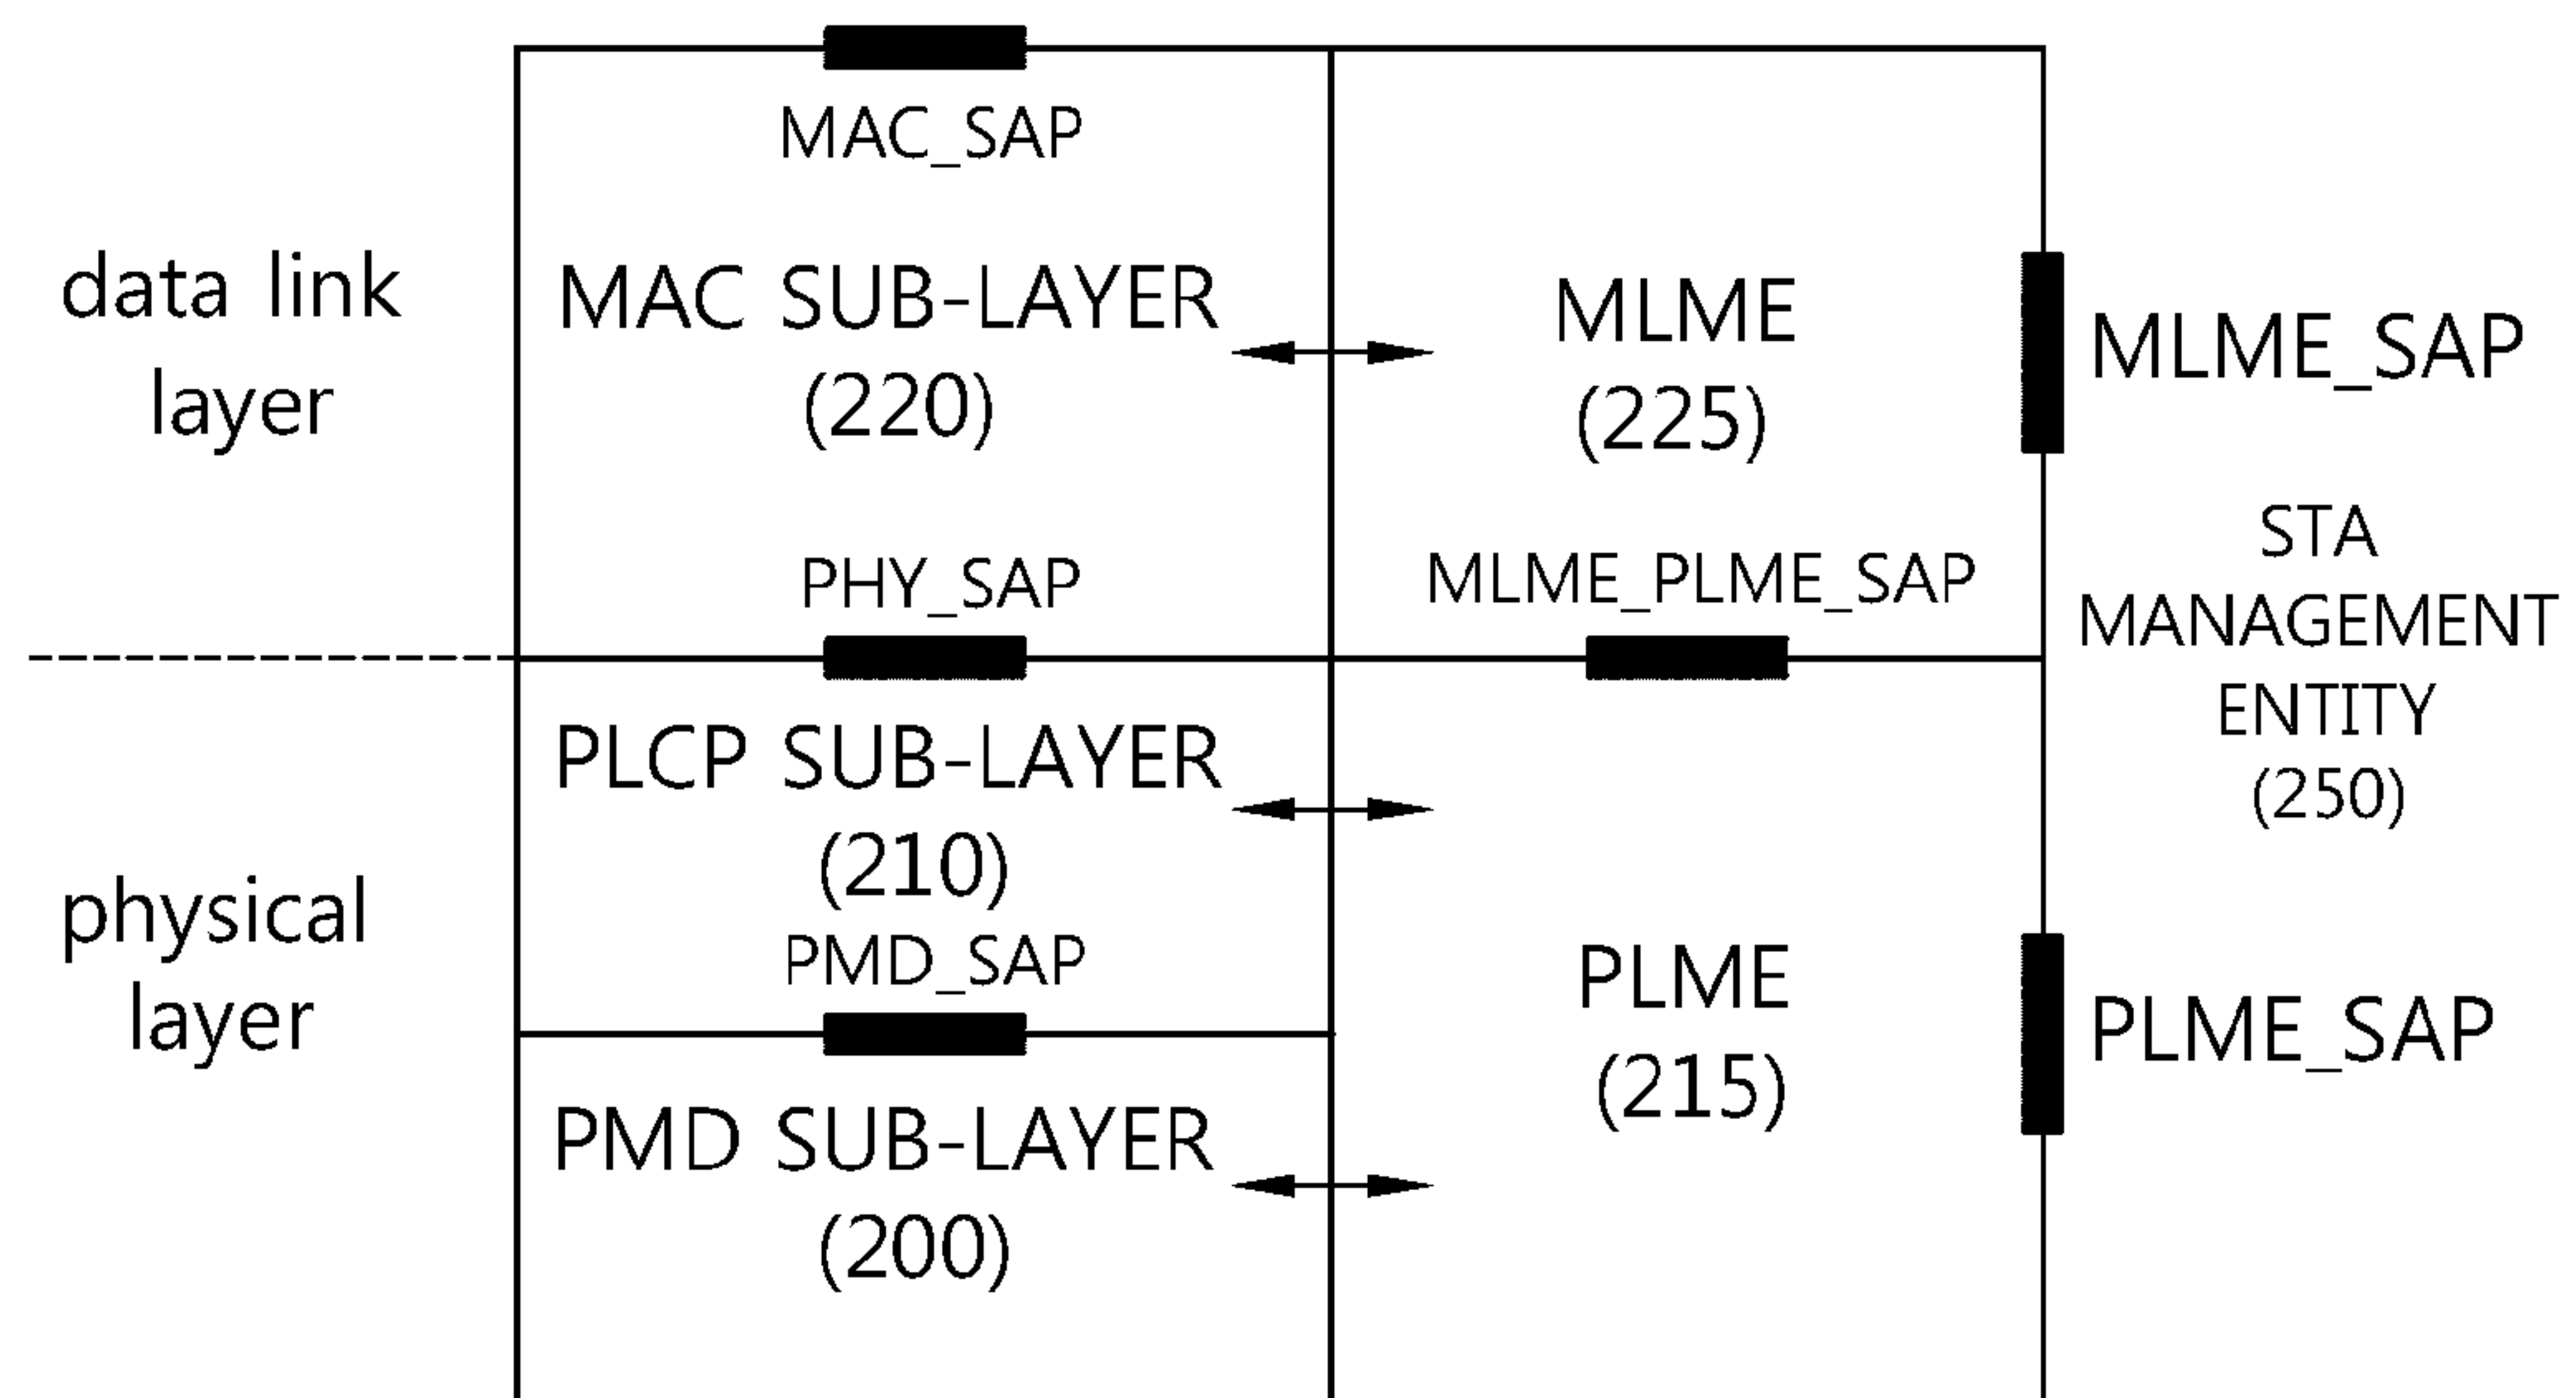 MAC_SAP
data link
layer
MAC SUB-LAYER
(220)
MLME
(225)
MLME_SAP
PHY_SAP
MLME_PLME_SAP
STA
MANAGEMENT
ENTITY
(250)
PLCP SUB-LAYER
(210)
physical
layer
PMD_SAP
PLME
(215)
PLME_SAP
PMD SUB-LAYER
(200)